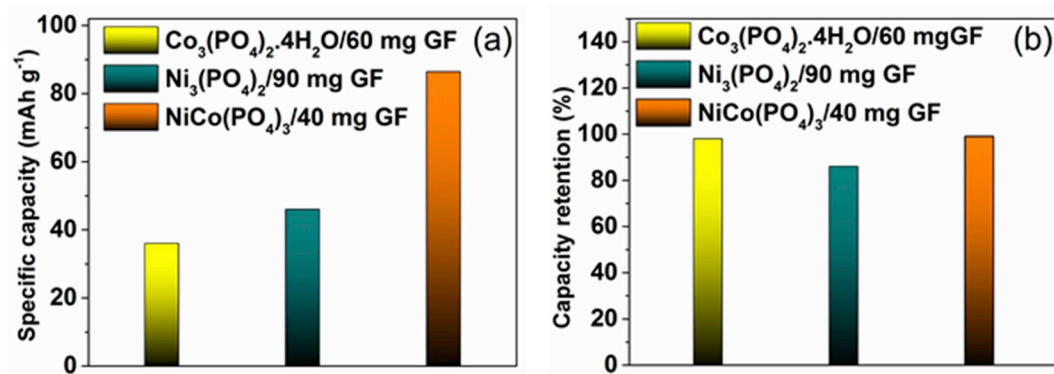 100
80
60
40
20
0
Specific capacity (mAh g⁻¹)
(a)
Co₃(PO₄)₂.4H₂O/60 mg GF
Ni₃(PO₄)₂/90 mg GF
NiCo(PO₄)₃/40 mg GF
140
120
100
80
60
40
20
0
Capacity retention (%)
(b)
Co₃(PO₄)₂.4H₂O/60 mgGF
Ni₃(PO₄)₂/90 mg GF
NiCo(PO₄)₃/40 mg GF